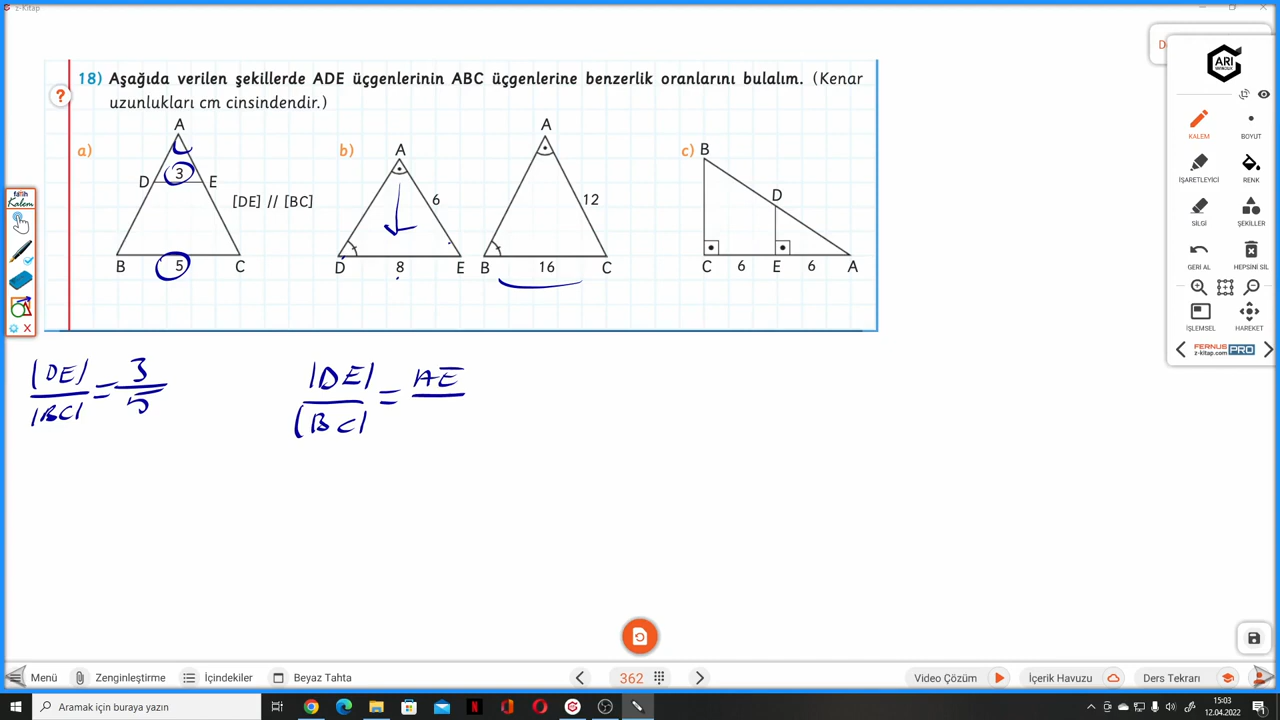 z-Kitap
18) Aşağıda verilen şekillerde ADE üçgenlerinin ABC üçgenlerine benzerlik oranlarını bulalım. (Kenar
uzunlukları cm cinsindendir.)
?
a)
A
3
D
E
[DE] // [BC]
B
5
C
b)
A
6
D
8
E
A
12
B
16
C
c)
B
D
C
6
E
6
A
|DE|
|BC|
=
3
5
|DE|
|BC|
=
AE
fatih
Kalem
ARI
KALEM
BOYUT
İŞARETLEYİCİ
RENK
SİLGİ
ŞEKİLLER
GERİ AL
HEPSİNİ SİL
İŞLEMSEL
HAREKET
FERNUS PRO
z-kitap.com
Menü
Zenginleştirme
İçindekiler
Beyaz Tahta
362
Video Çözüm
İçerik Havuzu
Ders Tekrarı
Aramak için buraya yazın
15:03
12.04.2022